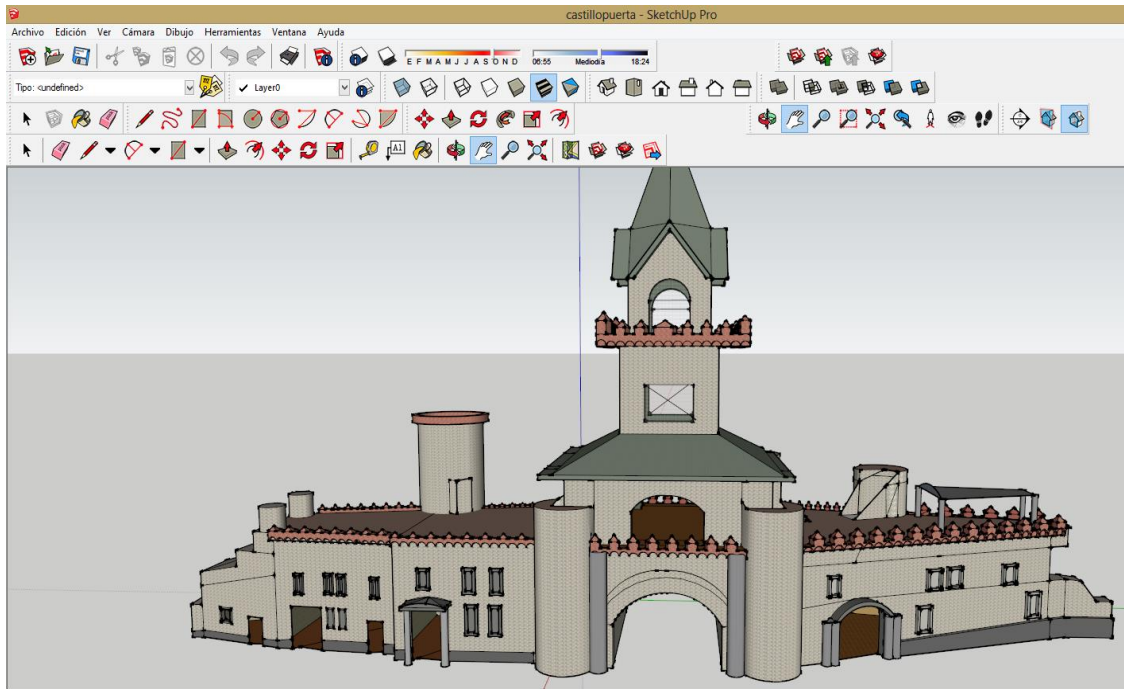 castillopuerta - SketchUp Pro
Archivo Edición Ver Cámara Dibujo Herramientas Ventana Ayuda
E F M A M J J A S O N D 06:55 Mediodía 18:24
Tipo: <undefined> Layer0
A1